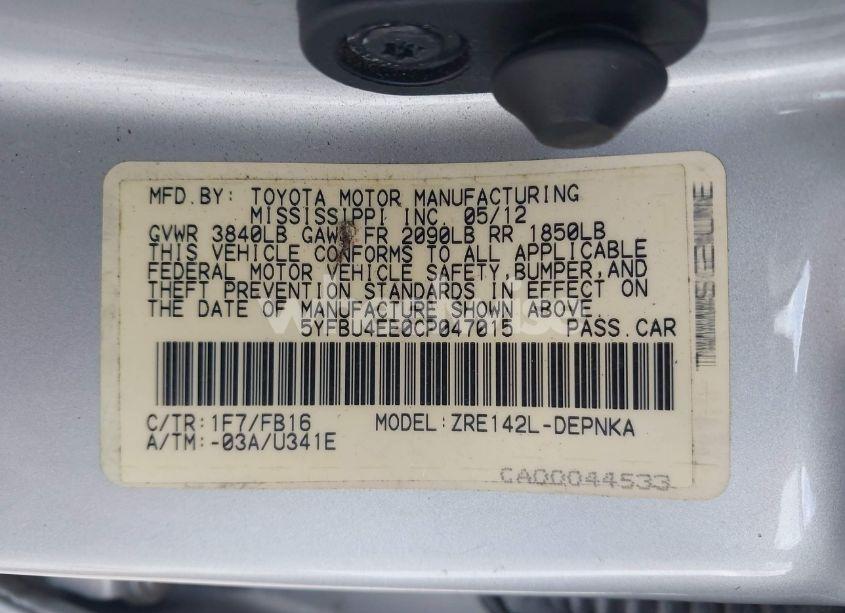 MFD.BY: TOYOTA MOTOR MANUFACTURING
MISSISSIPPI INC. 05/12
GVWR 3840LB GAWR FR 2090LB RR 1850LB
THIS VEHICLE CONFORMS TO ALL APPLICABLE
FEDERAL MOTOR VEHICLE SAFETY,BUMPER,AND
THEFT PREVENTION STANDARDS IN EFFECT ON
THE DATE OF MANUFACTURE SHOWN ABOVE.
5YFBU4EE0CP047015 PASS.CAR
C/TR:1F7/FB16 MODEL:ZRE142L-DEPNKA
A/TM:-03A/U341E
CA00044533